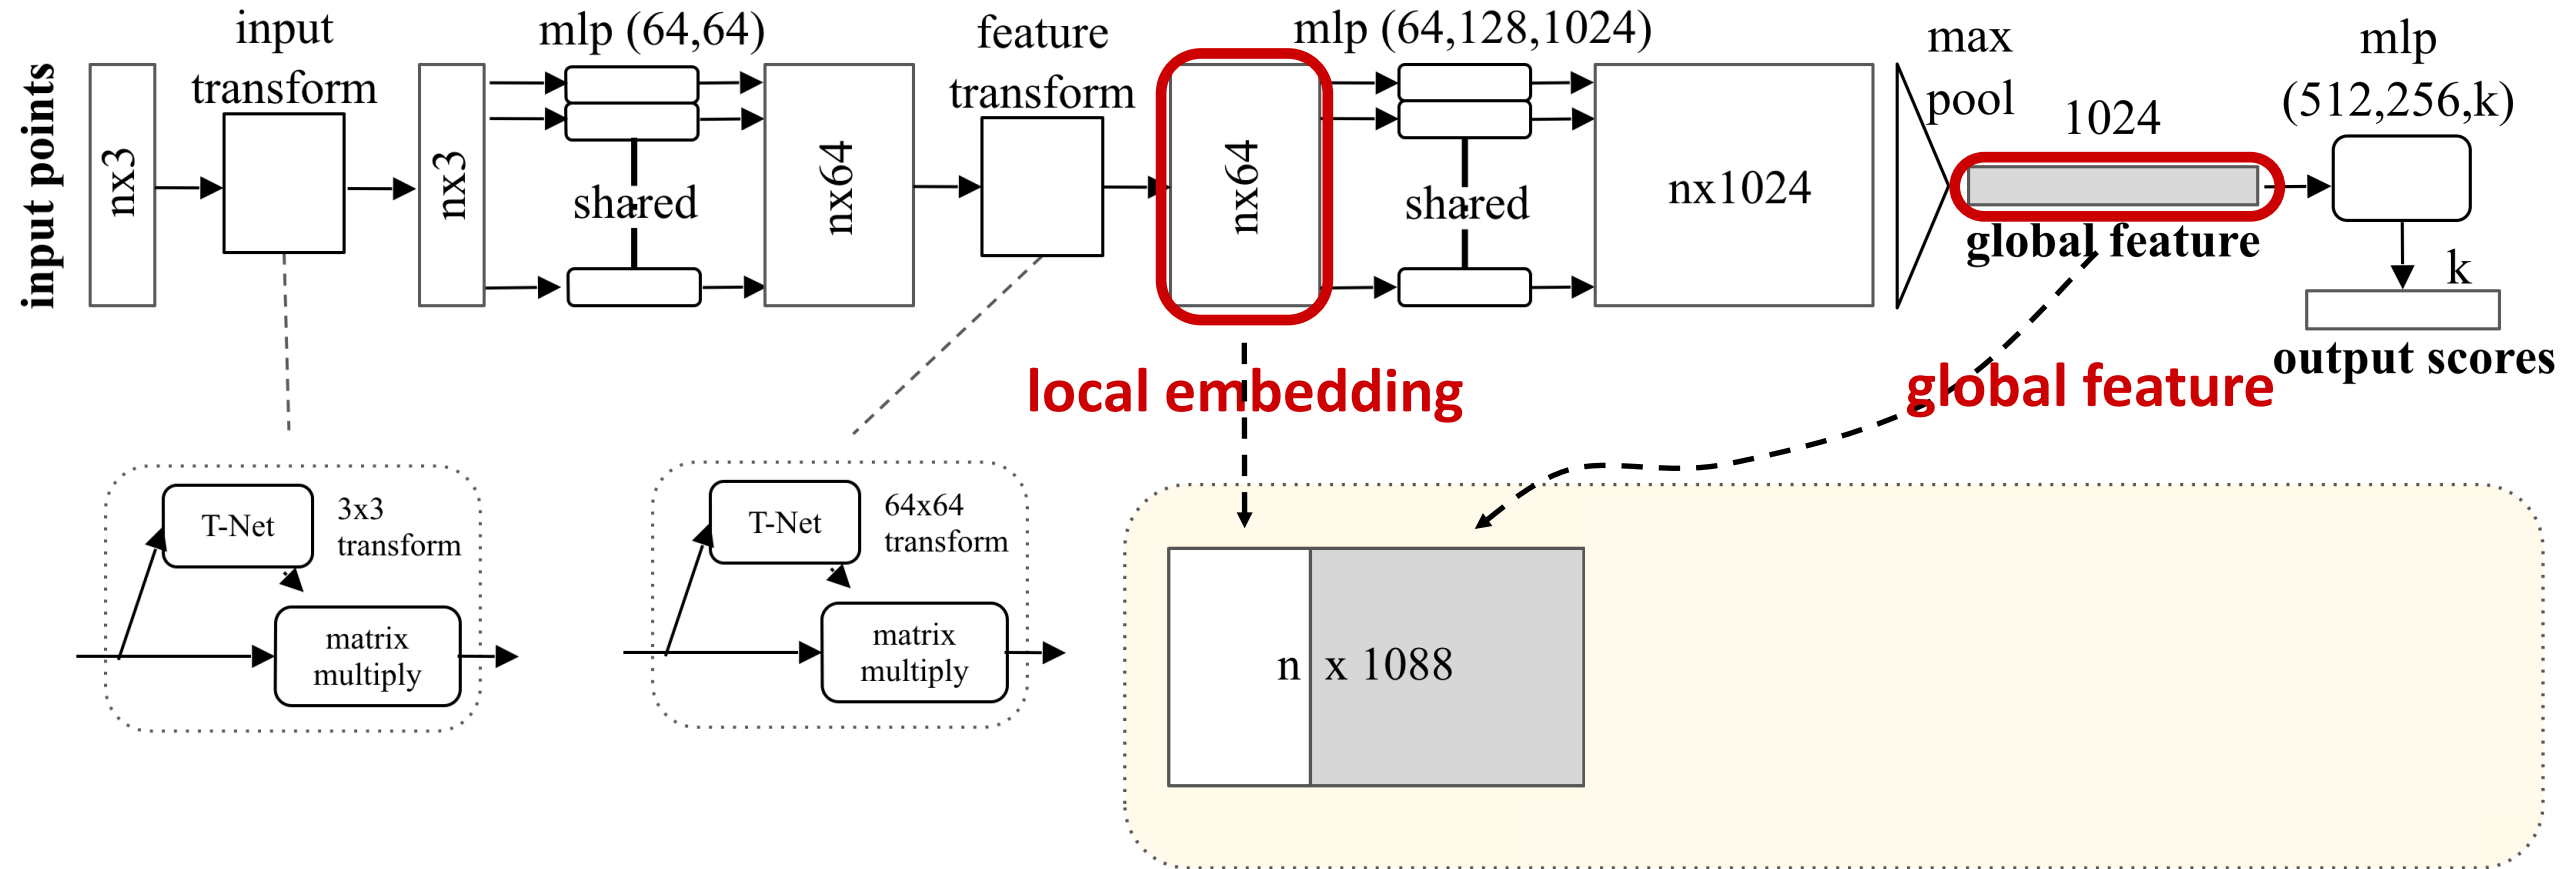 input points
nx3
input
transform
nx3
mlp (64,64)
shared
nx64
feature
transform
nx64
mlp (64,128,1024)
shared
nx1024
max
pool
1024
global feature
mlp
(512,256,k)
k
output scores
local embedding
global feature
T-Net
3x3
transform
matrix
multiply
T-Net
64x64
transform
matrix
multiply
n x 1088